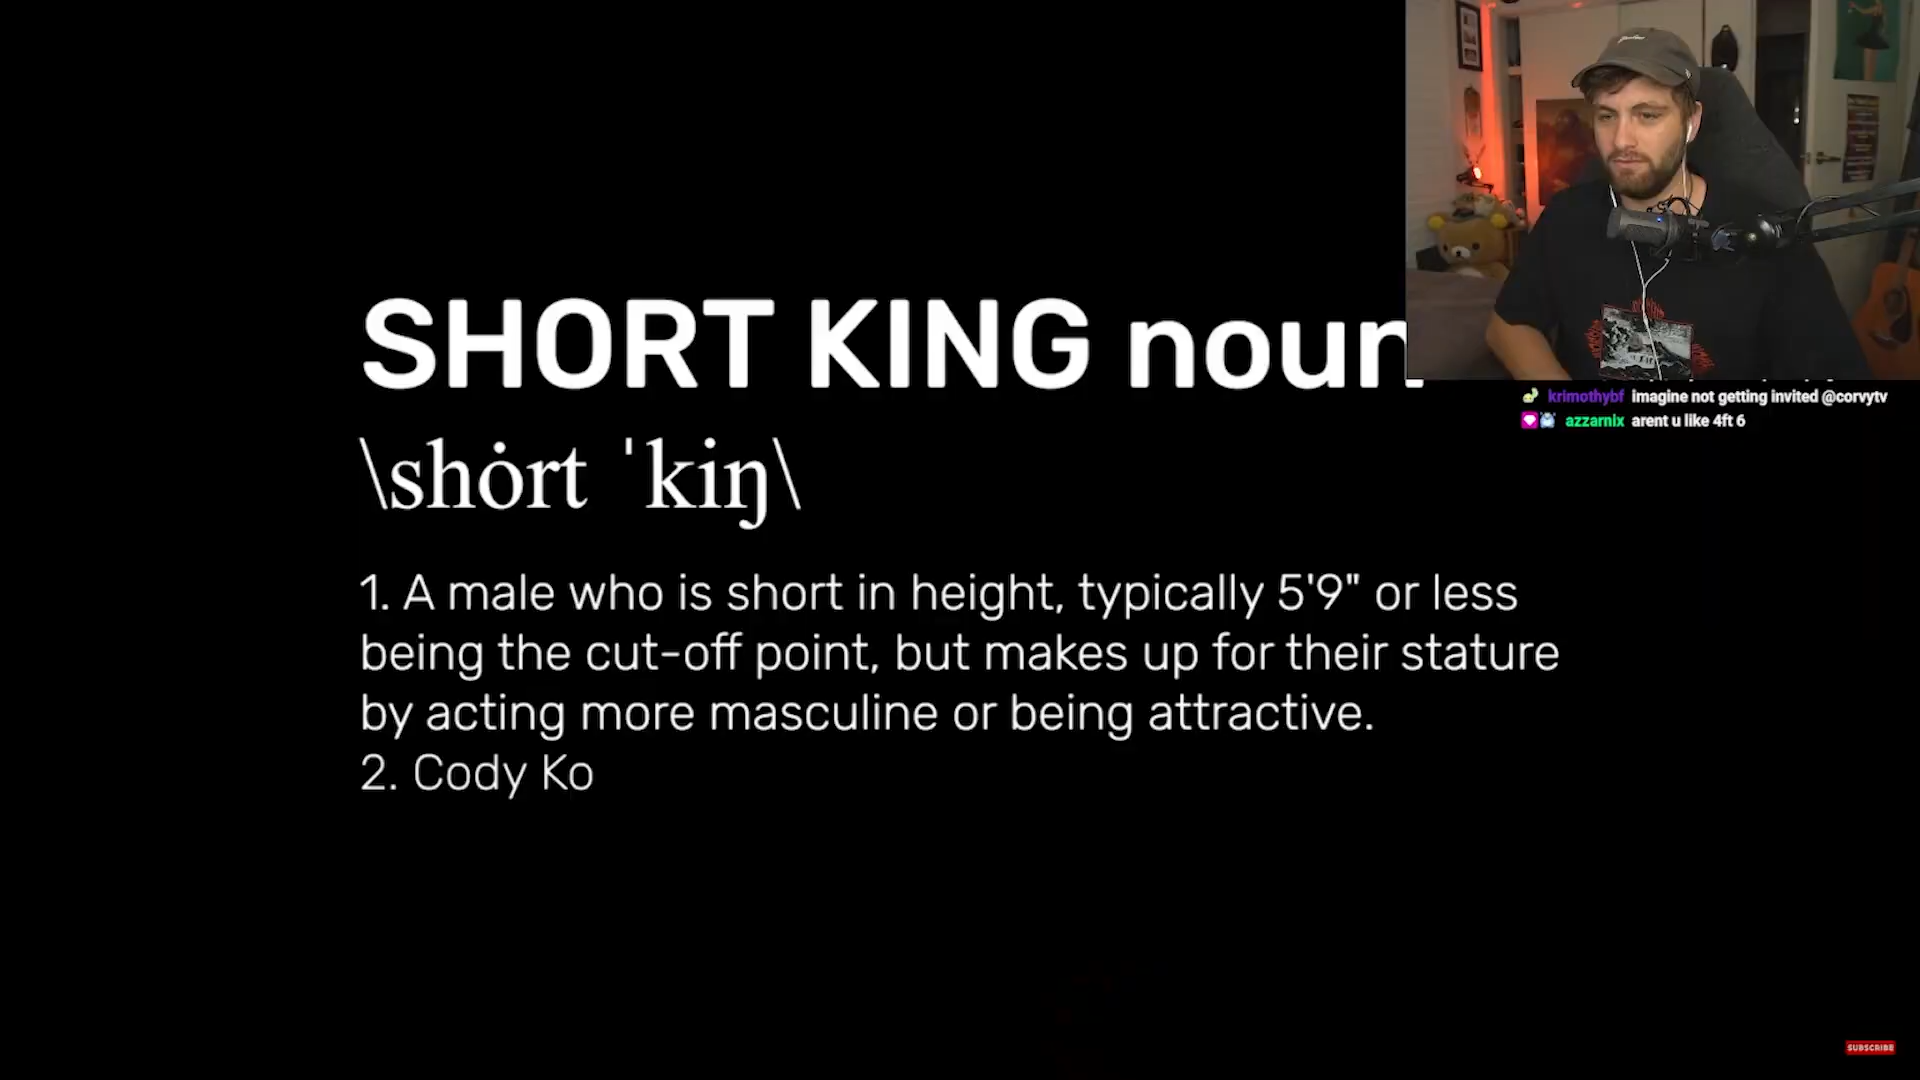 SHORT KING noun
\shȯrt ˈkiŋ\
1. A male who is short in height, typically 5'9" or less
being the cut-off point, but makes up for their stature
by acting more masculine or being attractive.
2. Cody Ko
krimothybf imagine not getting invited @corvytv
azzarnix arent u like 4ft 6
SUBSCRIBE